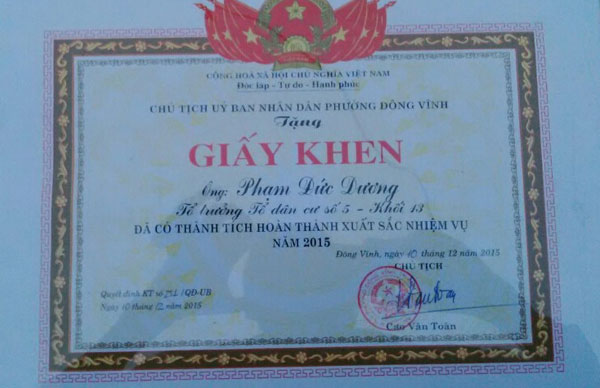 CỘNG HOÀ XÃ HỘI CHỦ NGHĨA VIỆT NAM
Độc lập - Tự do - Hạnh phúc
CHỦ TỊCH UỶ BAN NHÂN DÂN PHƯỜNG ĐÔNG VĨNH
Tặng
GIẤY KHEN
Ông: Phạm Đức Dương
Tổ trưởng Tổ dân cư số 5 - Khối 13
ĐÃ CÓ THÀNH TÍCH HOÀN THÀNH XUẤT SẮC NHIỆM VỤ
NĂM 2015
Đông Vĩnh, ngày 10 tháng 12 năm 2015
CHỦ TỊCH
Quyết định KT số /QĐ-UB
Ngày 10 tháng 12 năm 2015
Cao Văn Toàn